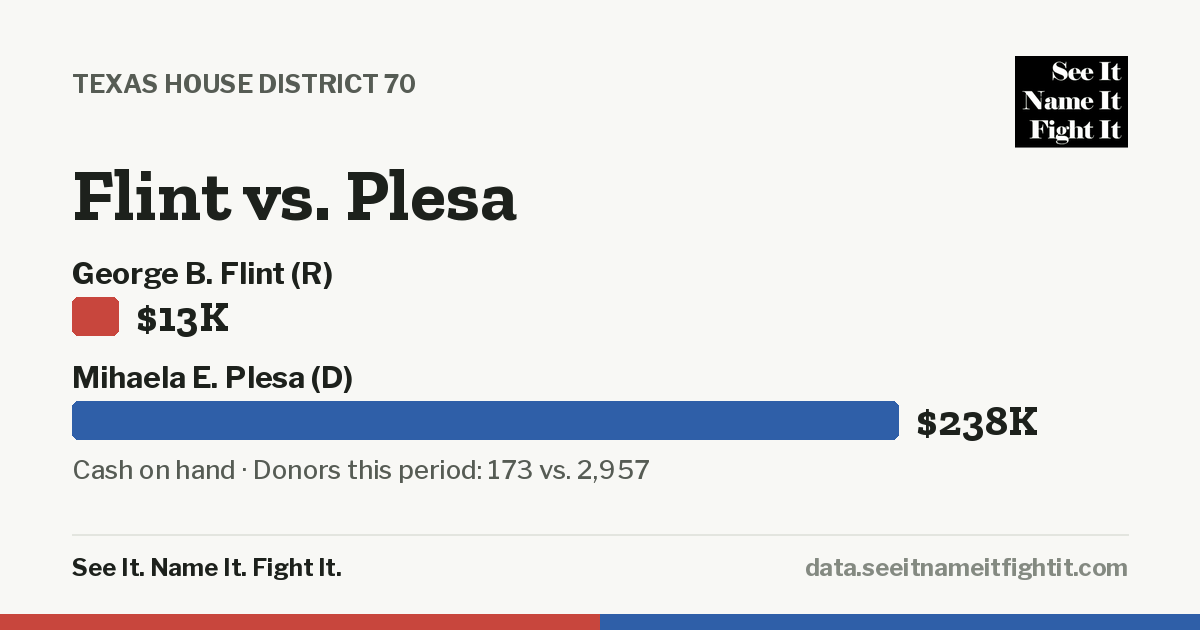 TEXAS HOUSE DISTRICT 70
See It
Name It
Fight It
Flint vs. Plesa
George B. Flint (R)
$13K
Mihaela E. Plesa (D)
$238K
Cash on hand · Donors this period: 173 vs. 2,957
See It. Name It. Fight It.
data.seeitnameitfightit.com